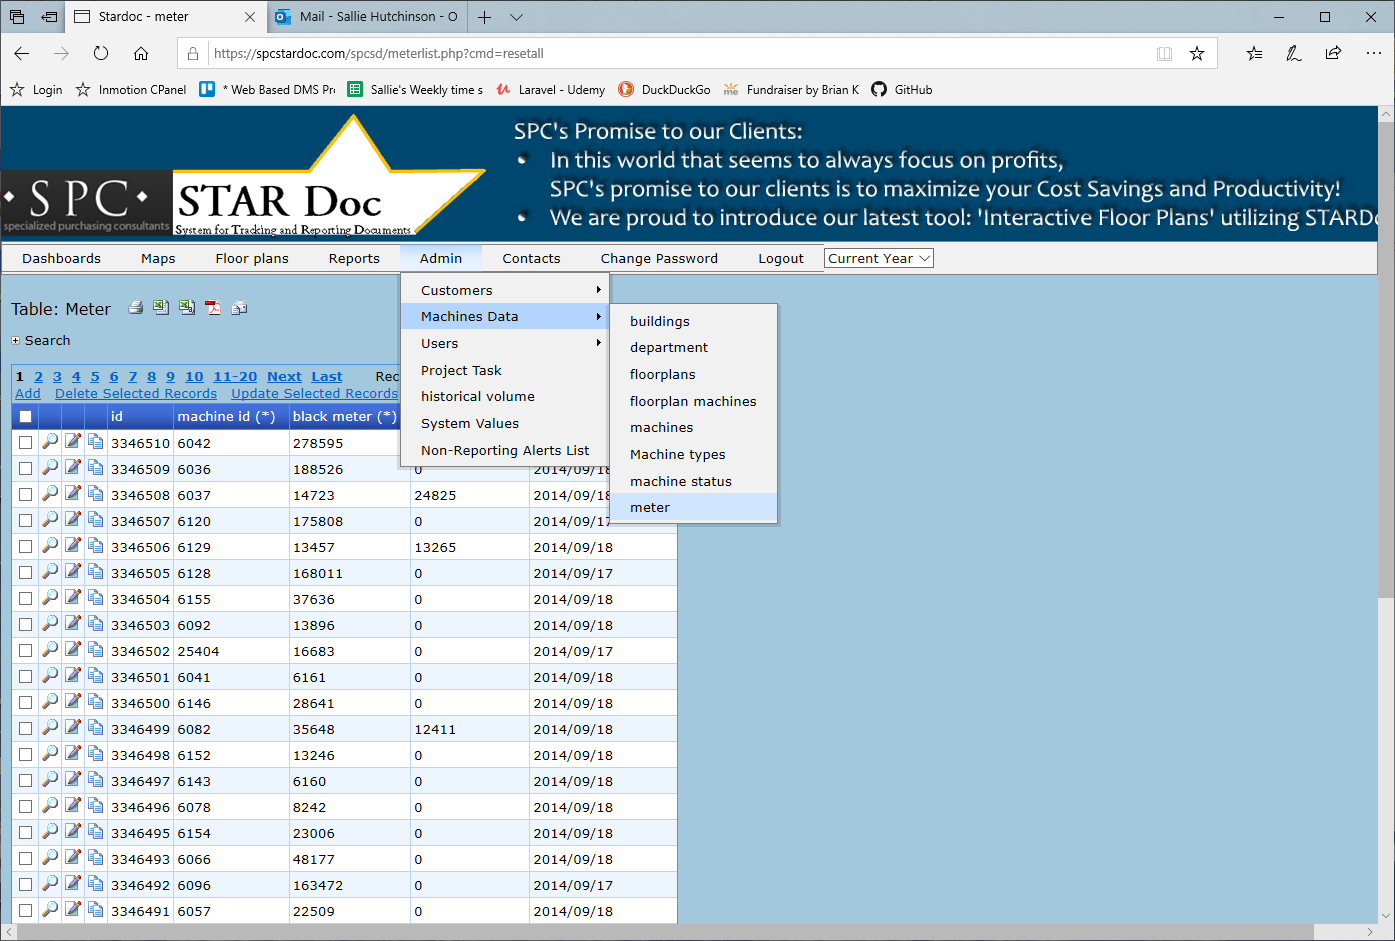 Stardoc - meter
Mail - Sallie Hutchinson - O
https://spcstardoc.com/spcsd/meterlist.php?cmd=resetall
Login
Inmotion CPanel
* Web Based DMS Pr
Sallie's Weekly time s
Laravel - Udemy
DuckDuckGo
Fundraiser by Brian K
GitHub
SPC
specialized purchasing consultants
STAR Doc
System for Tracking and Reporting Documents
SPC's Promise to our Clients:
• In this world that seems to always focus on profits,
SPC's promise to our clients is to maximize your Cost Savings and Productivity!
• We are proud to introduce our latest tool: 'Interactive Floor Plans' utilizing STARDo
Dashboards Maps Floor plans Reports Admin Contacts Change Password Logout Current Year
Customers
Machines Data
Users
Project Task
historical volume
System Values
Non-Reporting Alerts List
buildings
department
floorplans
floorplan machines
machines
Machine types
machine status
meter
Table: Meter
Search
1 2 3 4 5 6 7 8 9 10 11-20 Next Last Rec
Add Delete Selected Records Update Selected Records
id machine id (*) black meter (*)
3346510 6042 278595
3346509 6036 188526 0 2014/09/18
3346508 6037 14723 24825 2014/09/18
3346507 6120 175808 0 2014/09/17
3346506 6129 13457 13265 2014/09/18
3346505 6128 168011 0 2014/09/17
3346504 6155 37636 0 2014/09/18
3346503 6092 13896 0 2014/09/18
3346502 25404 16683 0 2014/09/17
3346501 6041 6161 0 2014/09/18
3346500 6146 28641 0 2014/09/18
3346499 6082 35648 12411 2014/09/18
3346498 6152 13246 0 2014/09/18
3346497 6143 6160 0 2014/09/18
3346496 6078 8242 0 2014/09/18
3346495 6154 23006 0 2014/09/18
3346493 6066 48177 0 2014/09/18
3346492 6096 163472 0 2014/09/17
3346491 6057 22509 0 2014/09/18